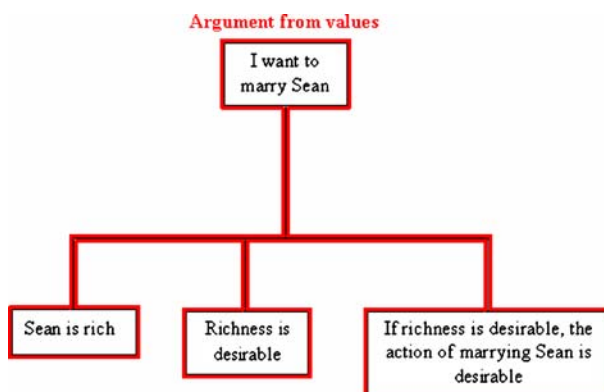 Argument from values
I want to
marry Sean
Sean is rich
Richness is
desirable
If richness is desirable, the
action of marrying Sean is
desirable